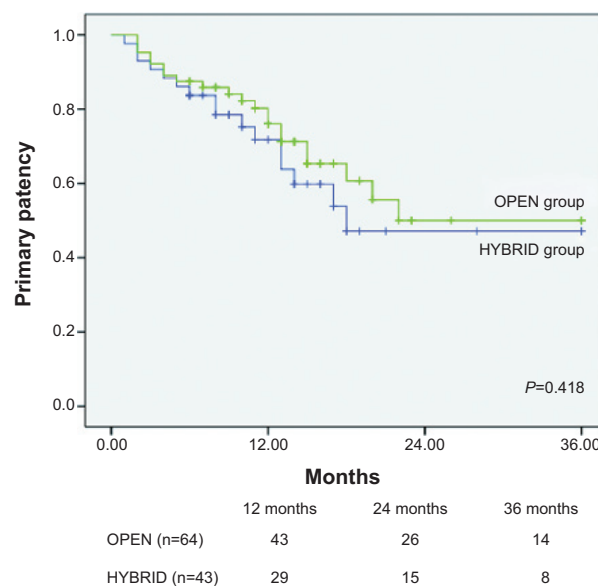 1.0
0.8
0.6
0.4
0.2
0.0
Primary patency
OPEN group
HYBRID group
P=0.418
0.00 12.00 24.00 36.00
Months
12 months 24 months 36 months
OPEN (n=64) 43 26 14
HYBRID (n=43) 29 15 8